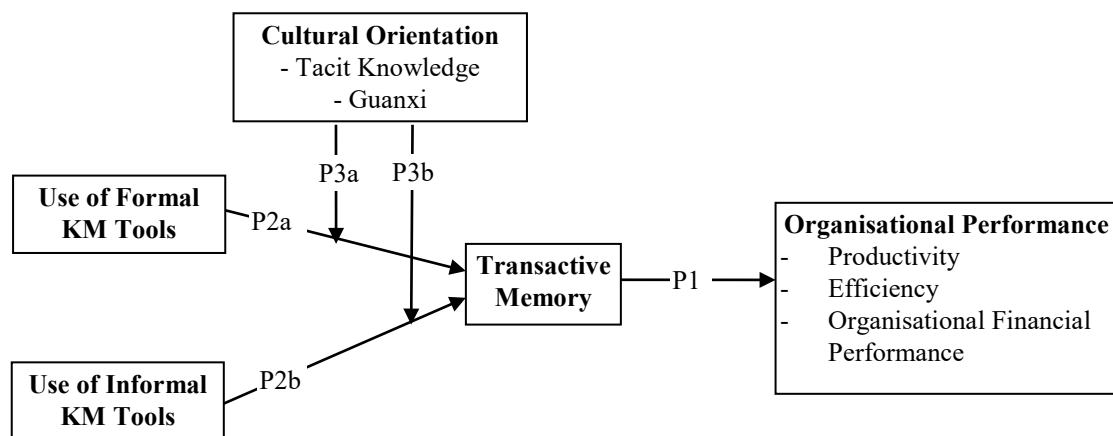 Cultural Orientation
- Tacit Knowledge
- Guanxi
P3a
P3b
Use of Formal
KM Tools
P2a
Transactive
Memory
P1
Organisational Performance
- Productivity
- Efficiency
- Organisational Financial
Performance
Use of Informal
KM Tools
P2b